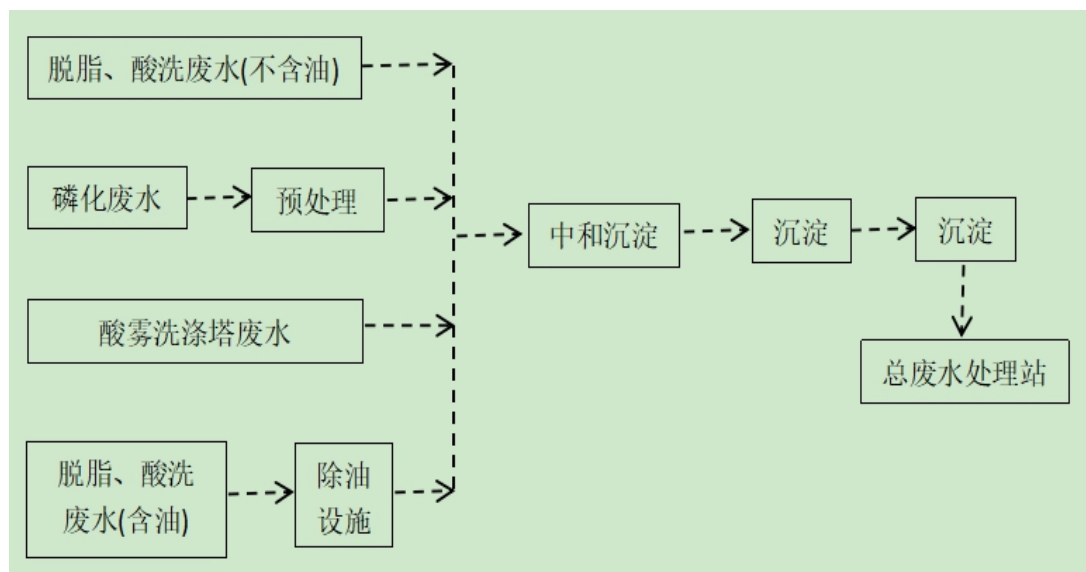 脱脂、酸洗废水(不含油)
磷化废水
预处理
中和沉淀
沉淀
沉淀
酸雾洗涤塔废水
总废水处理站
脱脂、酸洗
废水(含油)
除油
设施